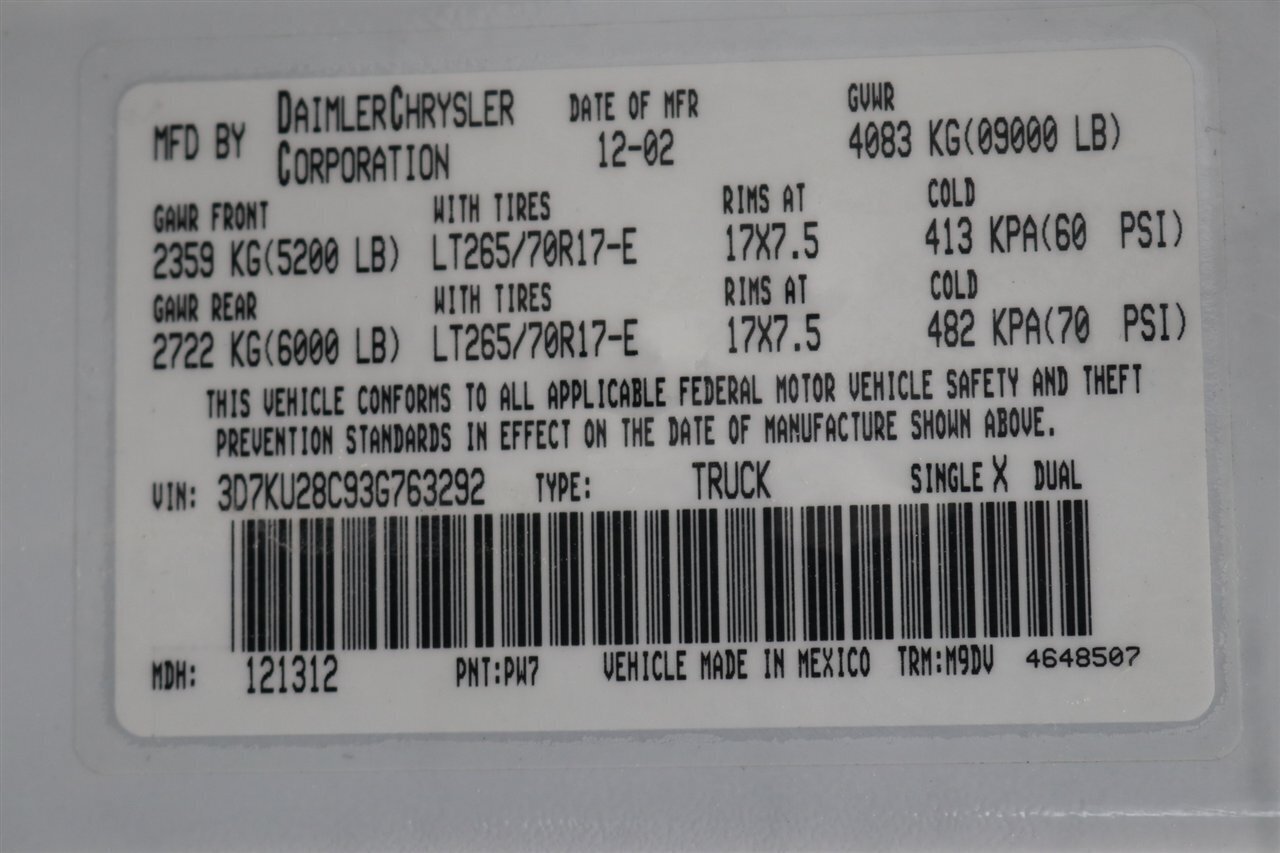 MFD BY DAIMLERCHRYSLER CORPORATION DATE OF MFR 12-02 GVWR 4083 KG(09000 LB)
GAWR FRONT WITH TIRES RIMS AT COLD
2359 KG(5200 LB) LT265/70R17-E 17X7.5 413 KPA(60 PSI)
GAWR REAR WITH TIRES RIMS AT COLD
2722 KG(6000 LB) LT265/70R17-E 17X7.5 482 KPA(70 PSI)
THIS VEHICLE CONFORMS TO ALL APPLICABLE FEDERAL MOTOR VEHICLE SAFETY AND THEFT
PREVENTION STANDARDS IN EFFECT ON THE DATE OF MANUFACTURE SHOWN ABOVE.
VIN: 3D7KU28C93G763292 TYPE: TRUCK SINGLE X DUAL
MDH: 121312 PNT:PW7 VEHICLE MADE IN MEXICO TRM:M9DV 4648507